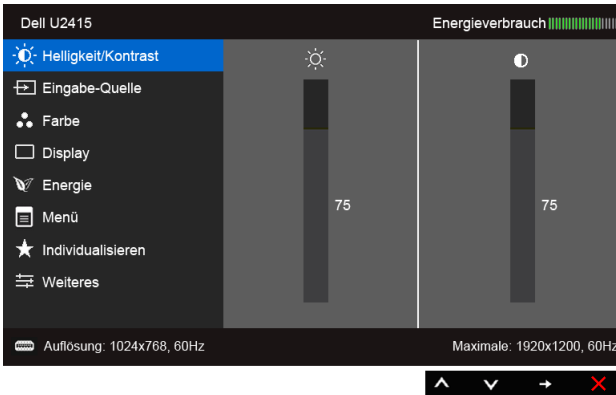 Dell U2415
Energieverbrauch
Helligkeit/Kontrast
Eingabe-Quelle
Farbe
Display
Energie
Menü
Individualisieren
Weiteres
75
75
Auflösung: 1024x768, 60Hz
Maximale: 1920x1200, 60Hz